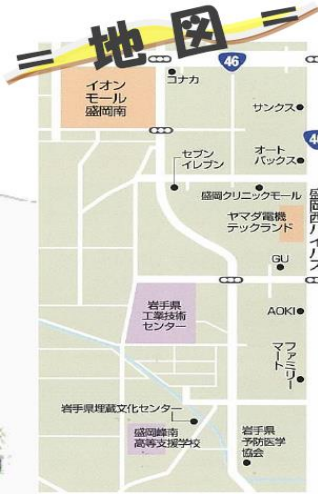 = 地図 =
46
コナカ
イオン
モール
盛岡南
サンクス
46
セブン
イレブン
オート
バックス
盛岡クリニックモール
盛岡西バイパス
ヤマダ電機
テックランド
GU
岩手県
工業技術
センター
AOKI
ファミリー
マート
岩手県埋蔵文化センター
盛岡峰南
高等支援学校
岩手県
予防医学
協会